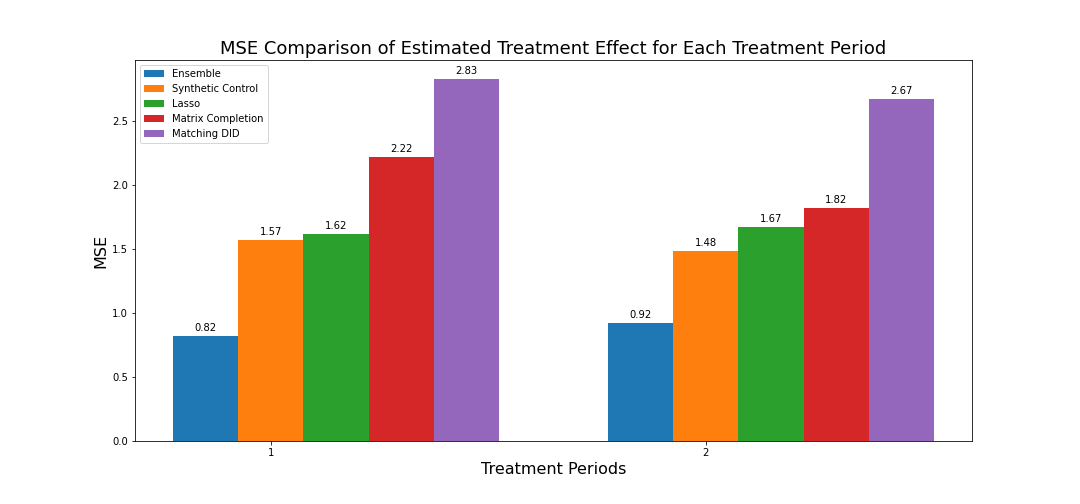 MSE Comparison of Estimated Treatment Effect for Each Treatment Period
Ensemble
Synthetic Control
Lasso
Matrix Completion
Matching DID
2.83
2.67
2.22
1.82
1.57
1.62
1.48
1.67
0.82
0.92
MSE
2.5
2.0
1.5
1.0
0.5
0.0
1
2
Treatment Periods